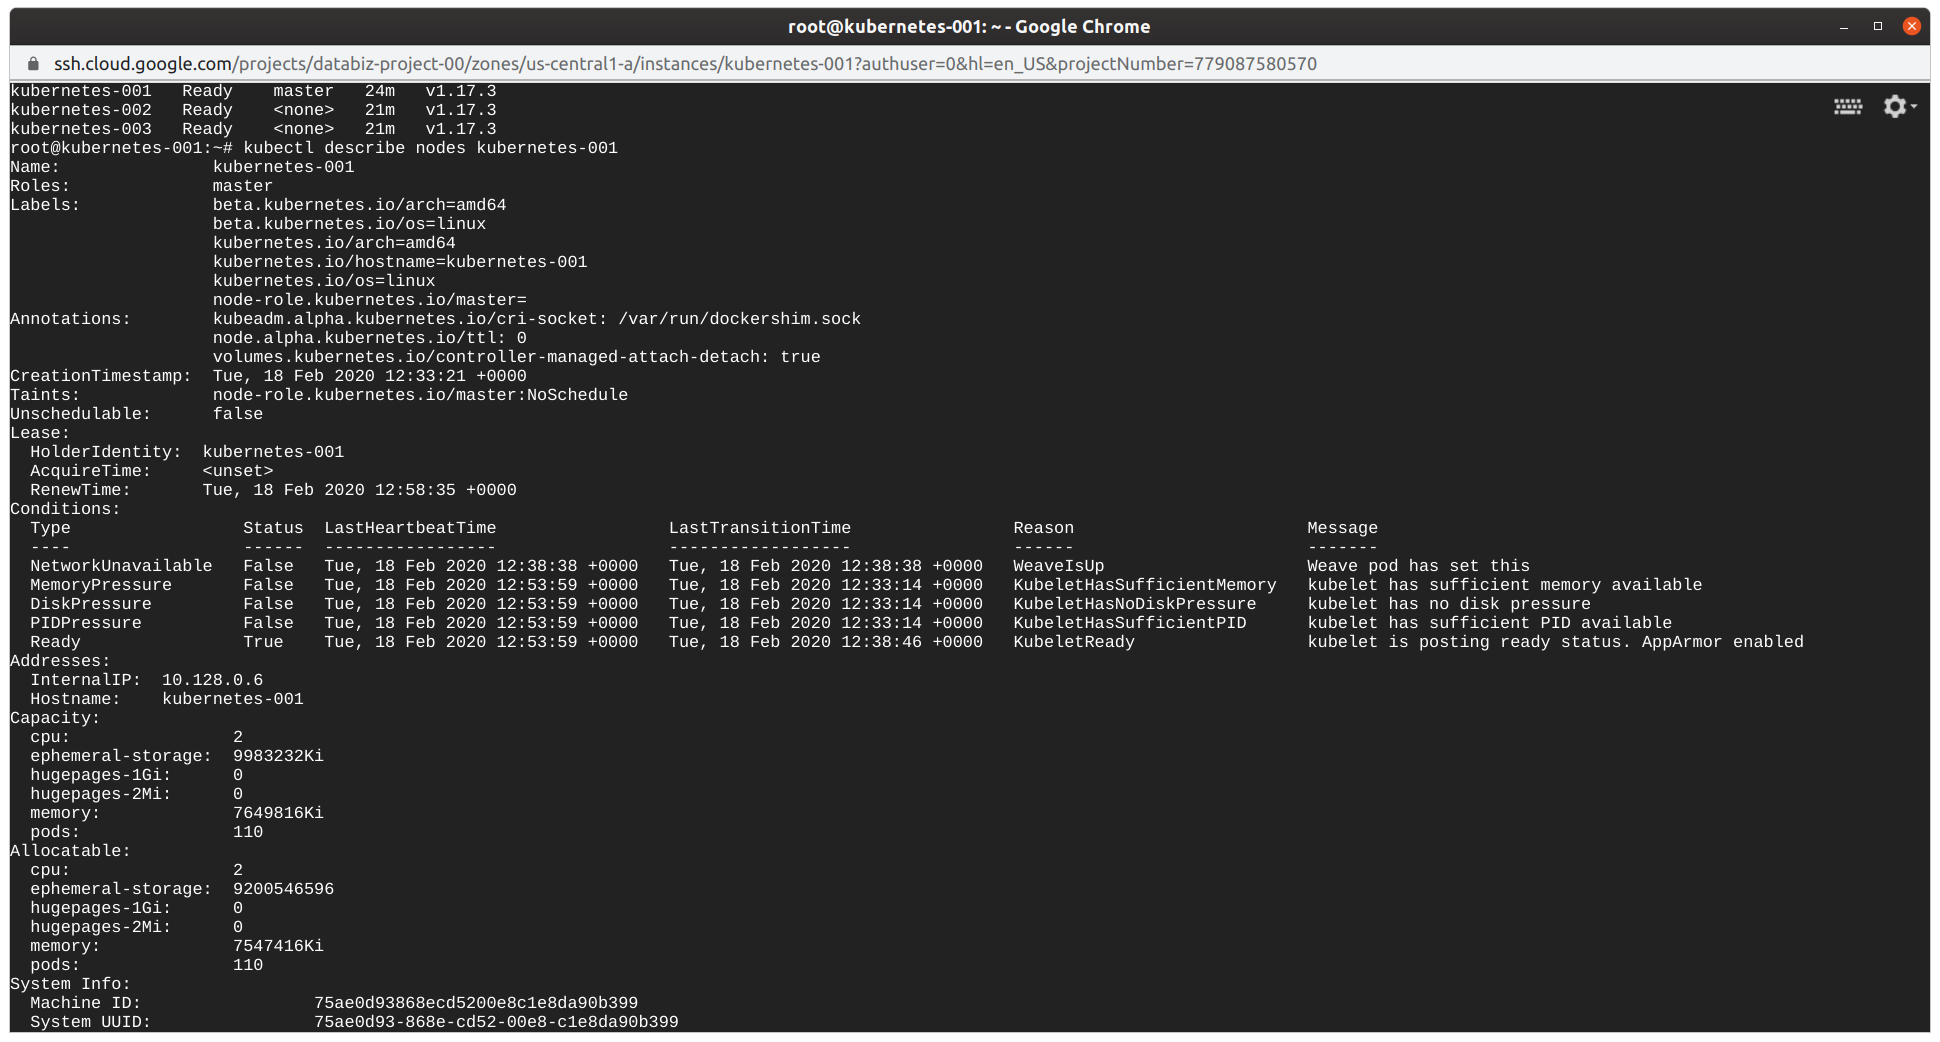 root@kubernetes-001: ~ - Google Chrome
ssh.cloud.google.com/projects/databiz-project-00/zones/us-central1-a/instances/kubernetes-001?authuser=0&hl=en_US&projectNumber=779087580570
kubernetes-001   Ready    master   24m   v1.17.3
kubernetes-002   Ready    <none>   21m   v1.17.3
kubernetes-003   Ready    <none>   21m   v1.17.3
root@kubernetes-001:~# kubectl describe nodes kubernetes-001
Name:               kubernetes-001
Roles:              master
Labels:             beta.kubernetes.io/arch=amd64
                    beta.kubernetes.io/os=linux
                    kubernetes.io/arch=amd64
                    kubernetes.io/hostname=kubernetes-001
                    kubernetes.io/os=linux
                    node-role.kubernetes.io/master=
Annotations:        kubeadm.alpha.kubernetes.io/cri-socket: /var/run/dockershim.sock
                    node.alpha.kubernetes.io/ttl: 0
                    volumes.kubernetes.io/controller-managed-attach-detach: true
CreationTimestamp:  Tue, 18 Feb 2020 12:33:21 +0000
Taints:             node-role.kubernetes.io/master:NoSchedule
Unschedulable:      false
Lease:
  HolderIdentity:  kubernetes-001
  AcquireTime:     <unset>
  RenewTime:       Tue, 18 Feb 2020 12:58:35 +0000
Conditions:
  Type                 Status  LastHeartbeatTime                 LastTransitionTime                Reason                       Message
  ----                 ------  -----------------                 ------------------                ------                       -------
  NetworkUnavailable   False   Tue, 18 Feb 2020 12:38:38 +0000   Tue, 18 Feb 2020 12:38:38 +0000   WeaveIsUp                    Weave pod has set this
  MemoryPressure       False   Tue, 18 Feb 2020 12:53:59 +0000   Tue, 18 Feb 2020 12:33:14 +0000   KubeletHasSufficientMemory   kubelet has sufficient memory available
  DiskPressure         False   Tue, 18 Feb 2020 12:53:59 +0000   Tue, 18 Feb 2020 12:33:14 +0000   KubeletHasNoDiskPressure     kubelet has no disk pressure
  PIDPressure          False   Tue, 18 Feb 2020 12:53:59 +0000   Tue, 18 Feb 2020 12:33:14 +0000   KubeletHasSufficientPID      kubelet has sufficient PID available
  Ready                True    Tue, 18 Feb 2020 12:53:59 +0000   Tue, 18 Feb 2020 12:38:46 +0000   KubeletReady                 kubelet is posting ready status. AppArmor enabled
Addresses:
  InternalIP:  10.128.0.6
  Hostname:    kubernetes-001
Capacity:
  cpu:                2
  ephemeral-storage:  9983232Ki
  hugepages-1Gi:      0
  hugepages-2Mi:      0
  memory:             7649816Ki
  pods:               110
Allocatable:
  cpu:                2
  ephemeral-storage:  9200546596
  hugepages-1Gi:      0
  hugepages-2Mi:      0
  memory:             7547416Ki
  pods:               110
System Info:
  Machine ID:                 75ae0d93868ecd5200e8c1e8da90b399
  System UUID:                75ae0d93-868e-cd52-00e8-c1e8da90b399